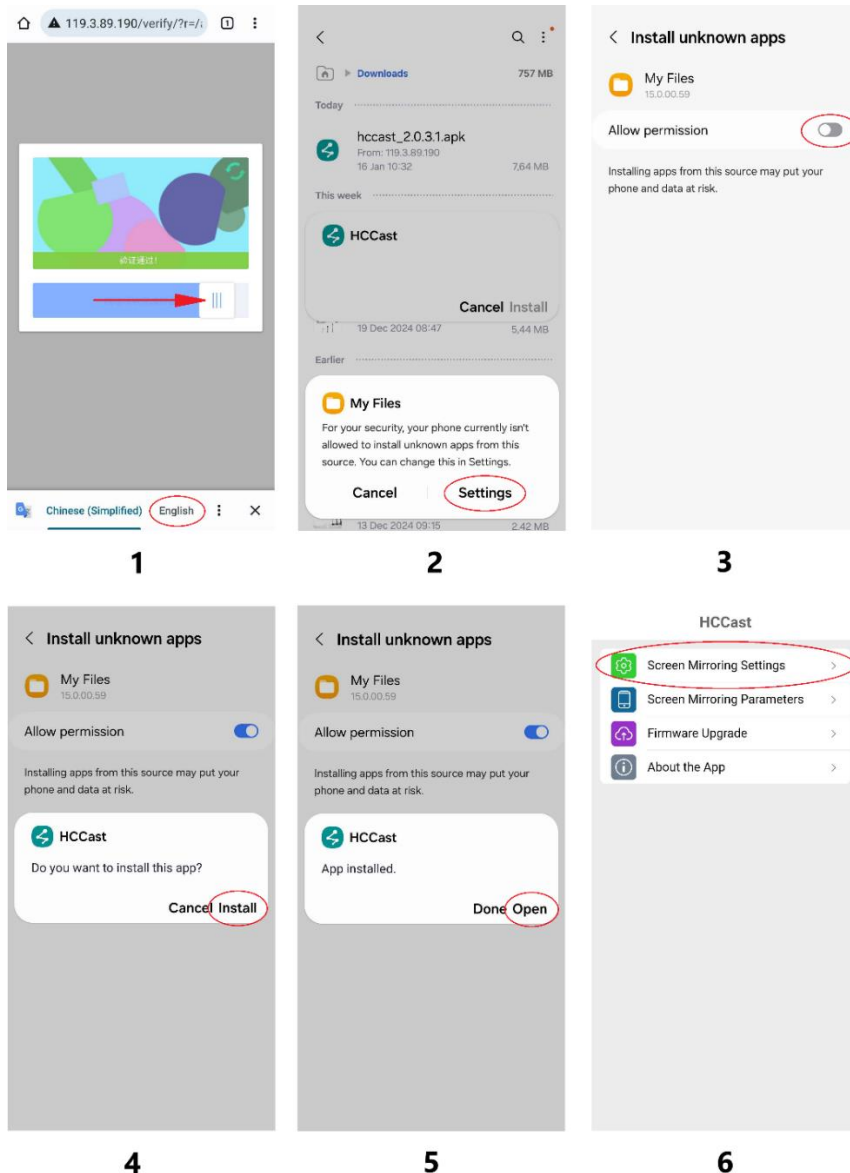 119.3.89.190/verify/?r=/
1
验证通过!
Chinese (Simplified) English
1
Downloads 757 MB
Today
hccast_2.0.3.1.apk
From: 119.3.89.190
16 Jan 10:32 7,64 MB
This week
HCCast
Cancel Install
19 Dec 2024 08:47 5,44 MB
Earlier
My Files
For your security, your phone currently isn't
allowed to install unknown apps from this
source. You can change this in Settings.
Cancel Settings
13 Dec 2024 09:15 2,42 MB
2
Install unknown apps
My Files
15.0.00.59
Allow permission
Installing apps from this source may put your
phone and data at risk.
3
Install unknown apps
My Files
15.0.00.59
Allow permission
Installing apps from this source may put your
phone and data at risk.
HCCast
Do you want to install this app?
Cancel Install
4
Install unknown apps
My Files
15.0.00.59
Allow permission
Installing apps from this source may put your
phone and data at risk.
HCCast
App installed.
Done Open
5
HCCast
Screen Mirroring Settings
Screen Mirroring Parameters
Firmware Upgrade
About the App
6